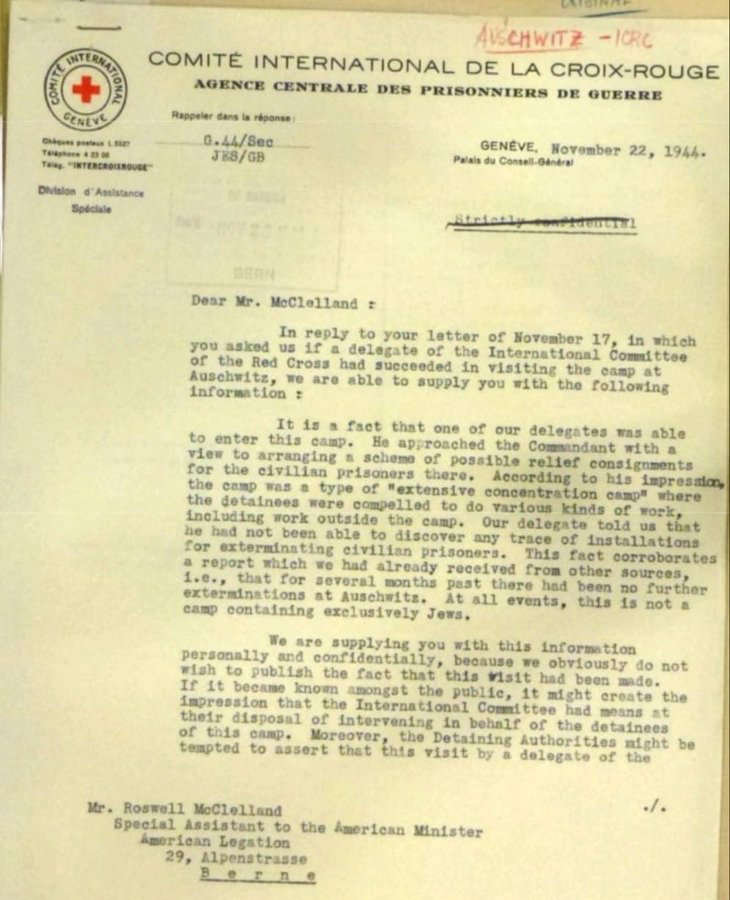 ORIGINAL
AUSCHWITZ - ICRC
COMITÉ INTERNATIONAL
GENÈVE
COMITÉ INTERNATIONAL DE LA CROIX-ROUGE
AGENCE CENTRALE DES PRISONNIERS DE GUERRE
Rappeler dans la réponse:
G.44/Sec
JES/GB
Chèques postaux I. 5527
Téléphone 4 23 05
Télég. "INTERCROIXROUGE"
Division d'Assistance
Spéciale
GENÈVE, November 22, 1944.
Palais du Conseil-Général
Strictly confidential
BERN
Dear Mr. McClelland :
In reply to your letter of November 17, in which
you asked us if a delegate of the International Committee
of the Red Cross had succeeded in visiting the camp at
Auschwitz, we are able to supply you with the following
information :
It is a fact that one of our delegates was able
to enter this camp. He approached the Commandant with a
view to arranging a scheme of possible relief consignments
for the civilian prisoners there. According to his impression,
the camp was a type of "extensive concentration camp" where
the detainees were compelled to do various kinds of work,
including work outside the camp. Our delegate told us that
he had not been able to discover any trace of installations
for exterminating civilian prisoners. This fact corroborates
a report which we had already received from other sources,
i.e., that for several months past there had been no further
exterminations at Auschwitz. At all events, this is not a
camp containing exclusively Jews.
We are supplying you with this information
personally and confidentially, because we obviously do not
wish to publish the fact that this visit had been made.
If it became known amongst the public, it might create the
impression that the International Committee had means at
their disposal of intervening in behalf of the detainees
of this camp. Moreover, the Detaining Authorities might be
tempted to assert that this visit by a delegate of the
./.
Mr. Roswell McClelland
Special Assistant to the American Minister
American Legation
29, Alpenstrasse
B e r n e